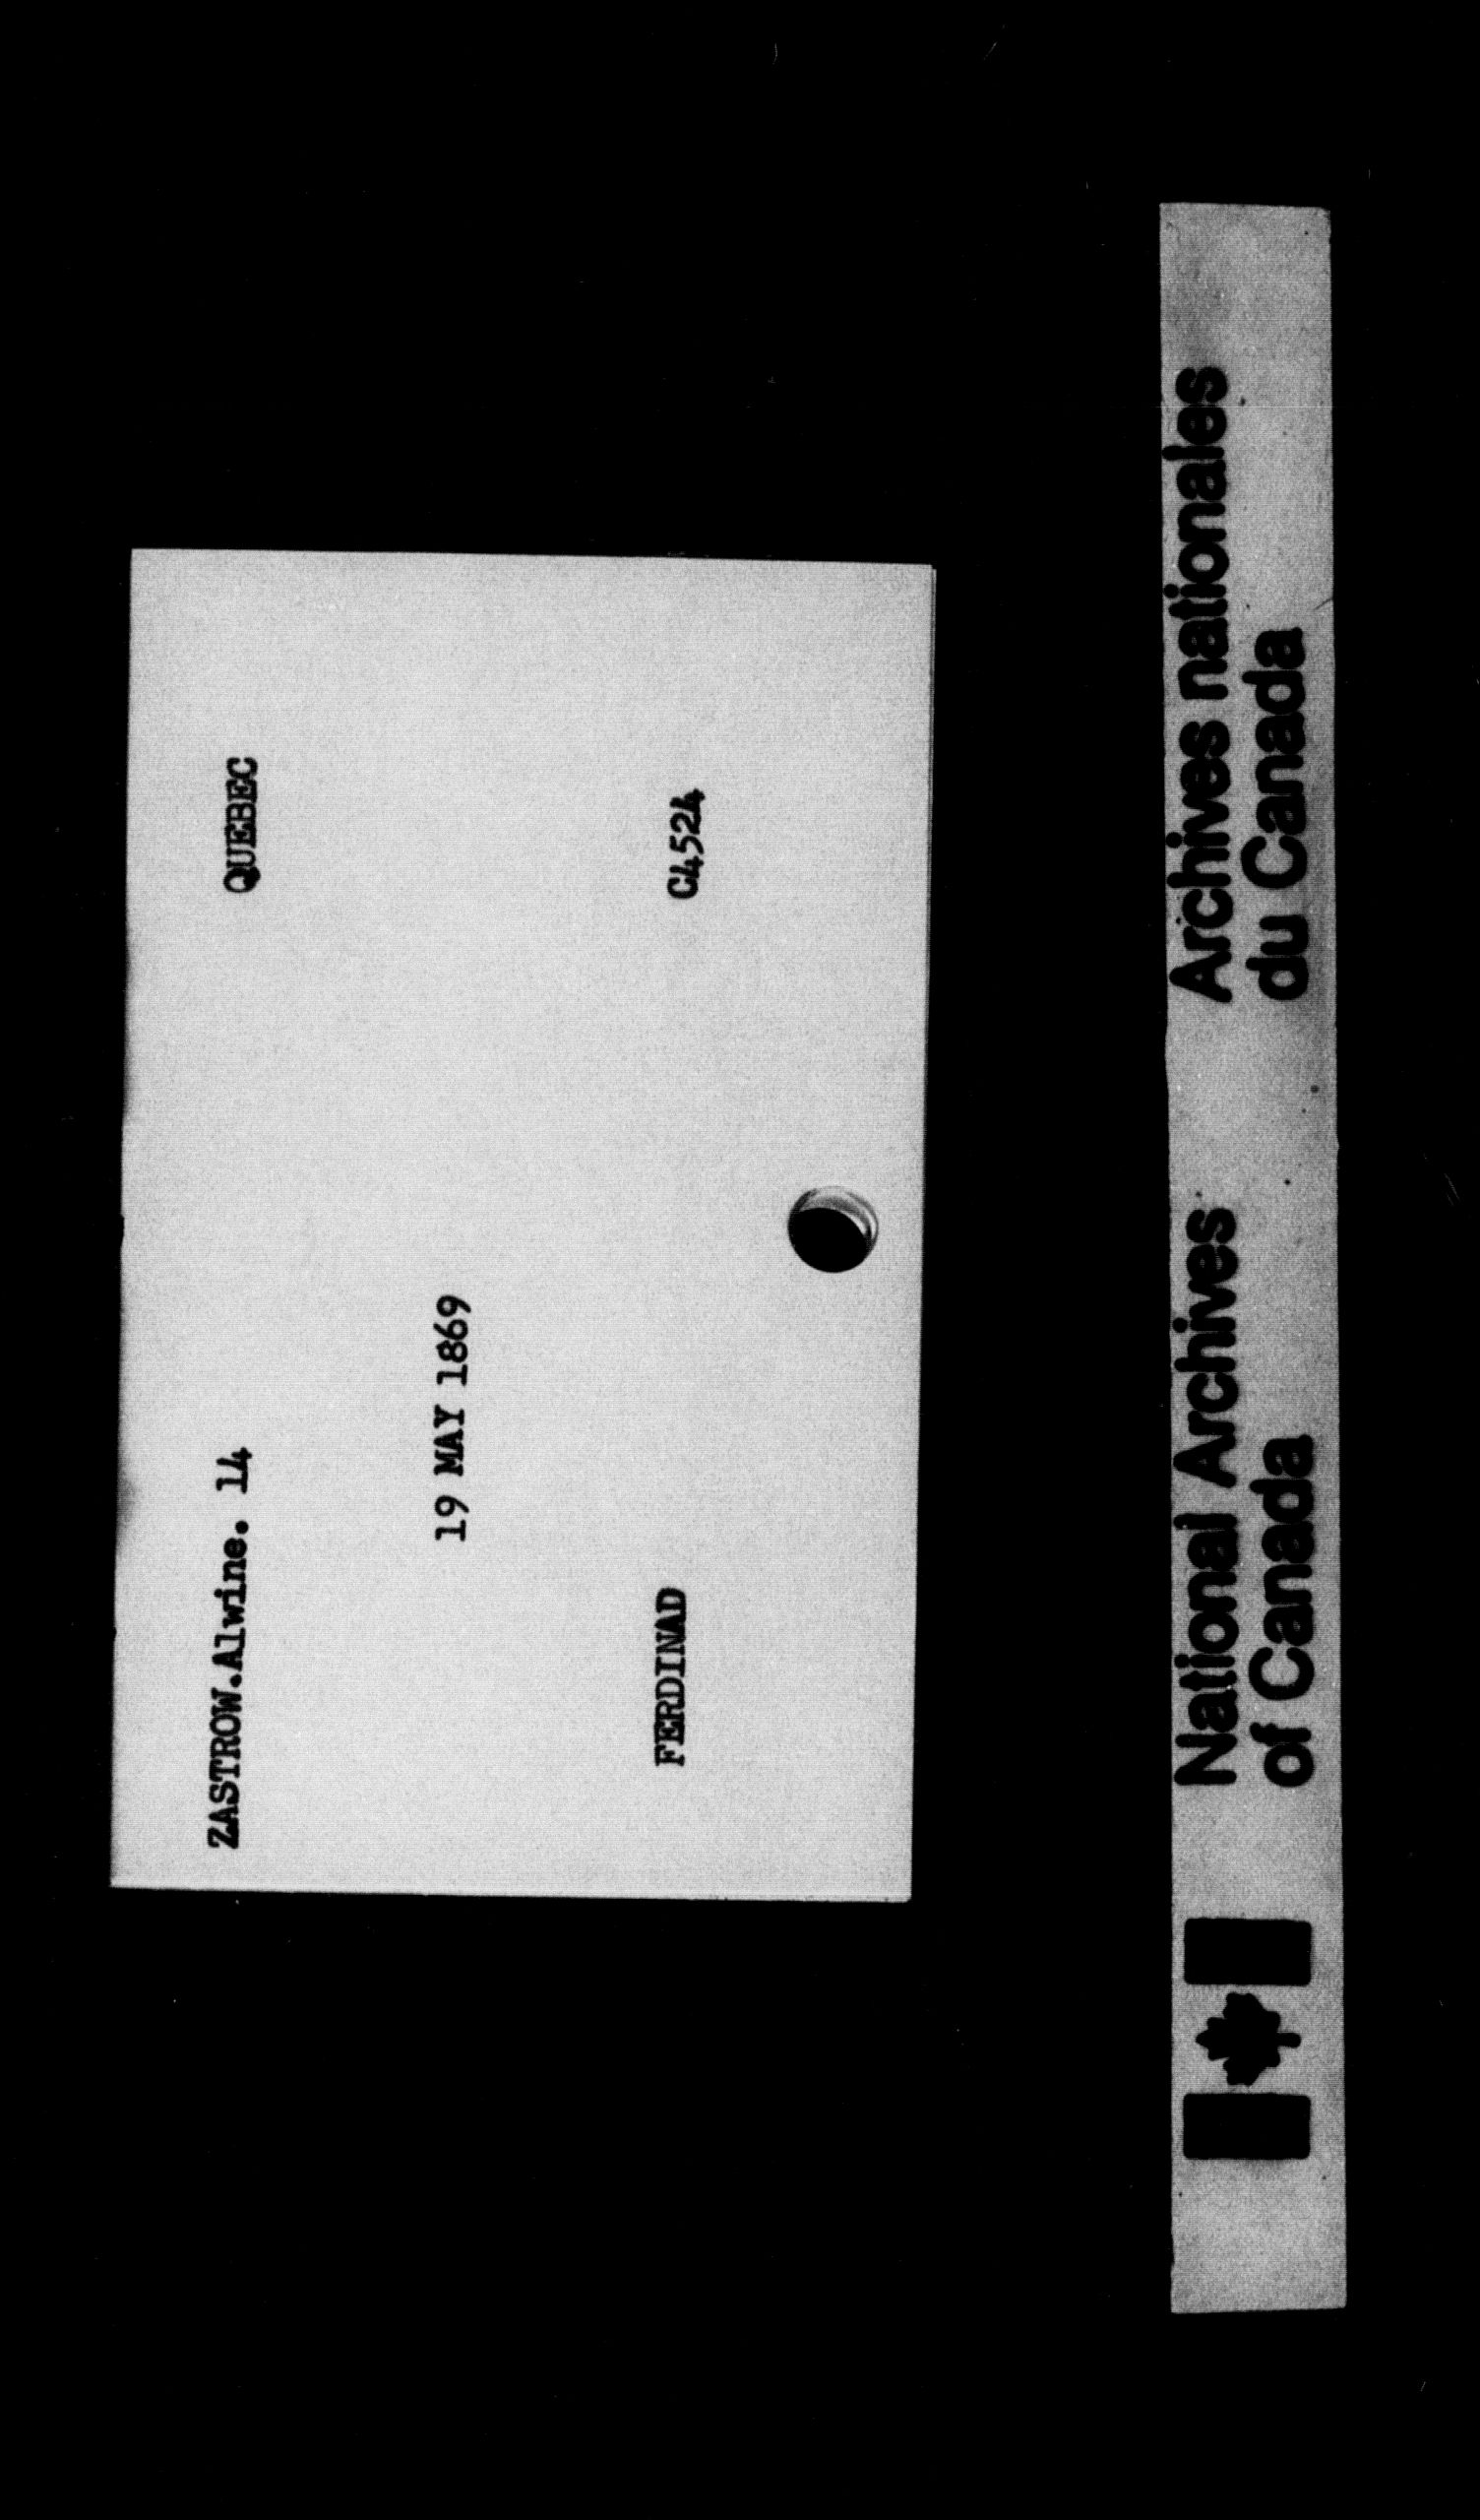 ZASTROW.Alwine. 14 QUEBEC
19 MAY 1869
FERDINAD C4524
National Archives
of Canada
Archives nationales
du Canada